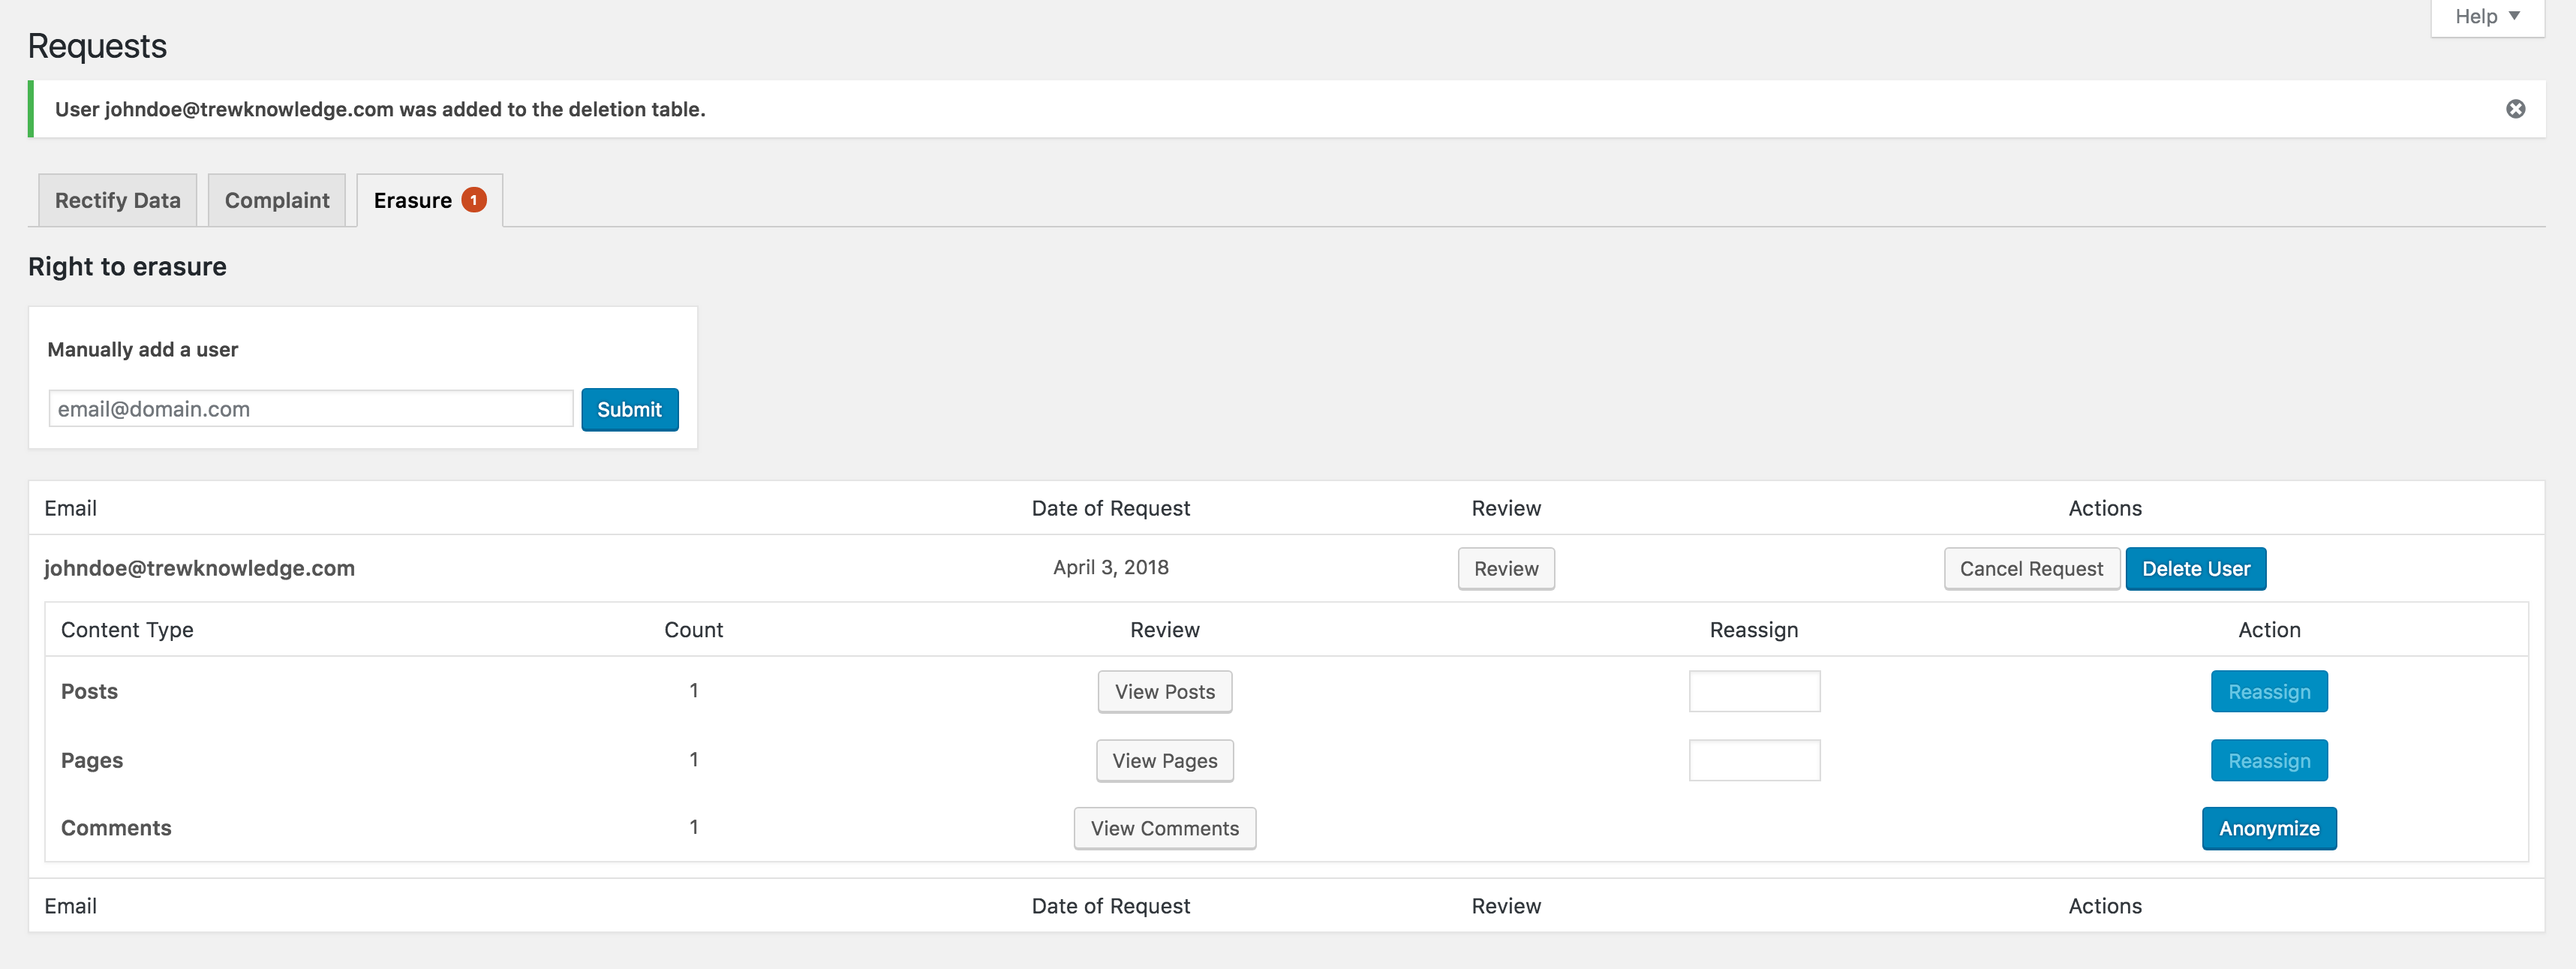 Help
Requests
User johndoe@trewknowledge.com was added to the deletion table.
Rectify Data Complaint Erasure 1
Right to erasure
Manually add a user
email@domain.com Submit
Email Date of Request Review Actions
johndoe@trewknowledge.com April 3, 2018 Review Cancel Request Delete User
Content Type Count Review Reassign Action
Posts 1 View Posts Reassign
Pages 1 View Pages Reassign
Comments 1 View Comments Anonymize
Email Date of Request Review Actions